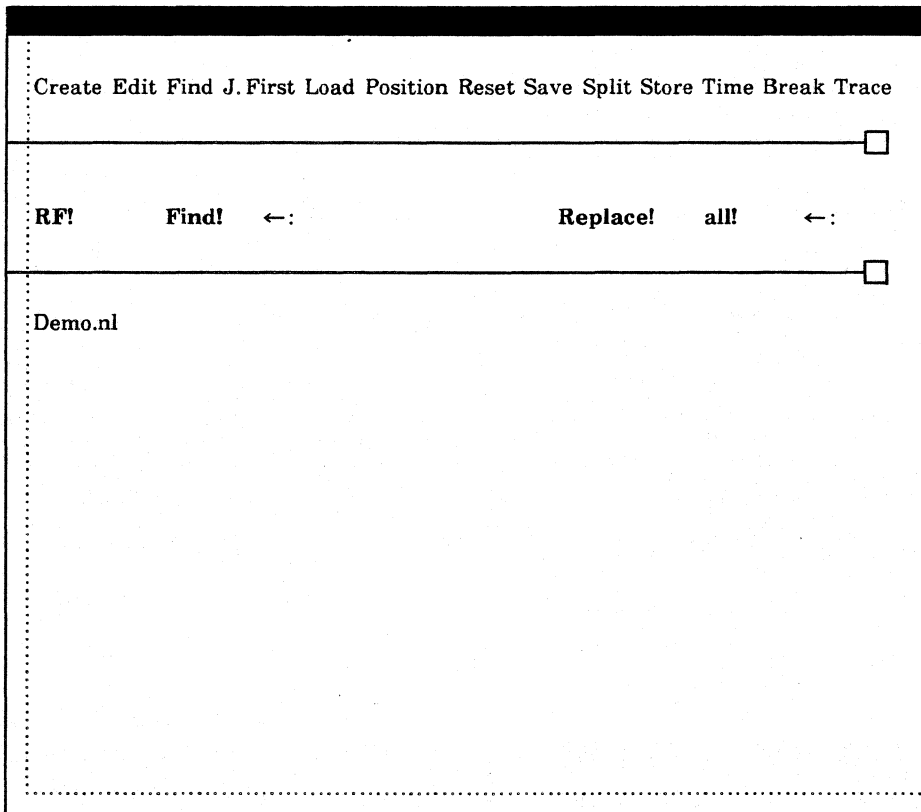 Create Edit Find J. First Load Position Reset Save Split Store Time Break Trace
RF! Find! ←: Replace! all! ←:
Demo.nl